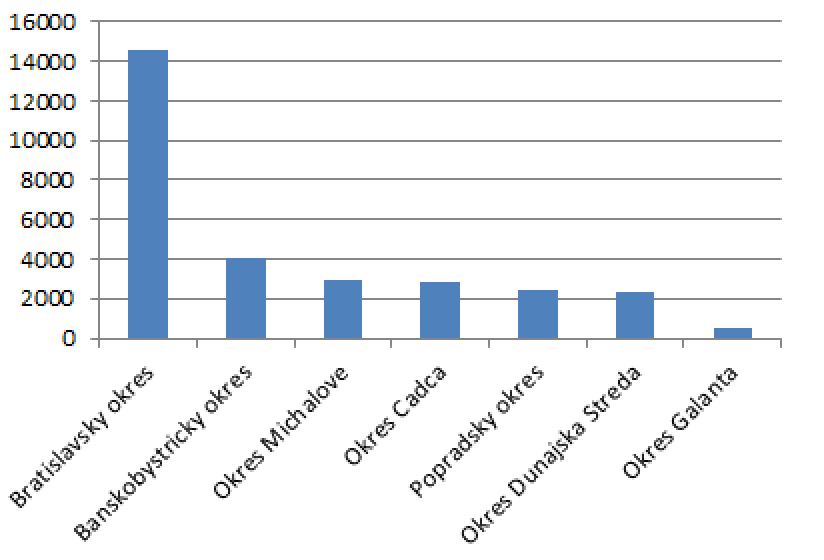 16000
14000
12000
10000
8000
6000
4000
2000
0
Bratislavsky okres
Banskobystricky okres
Okres Michalove
Okres Cadca
Popradsky okres
Okres Dunajska Streda
Okres Galanta